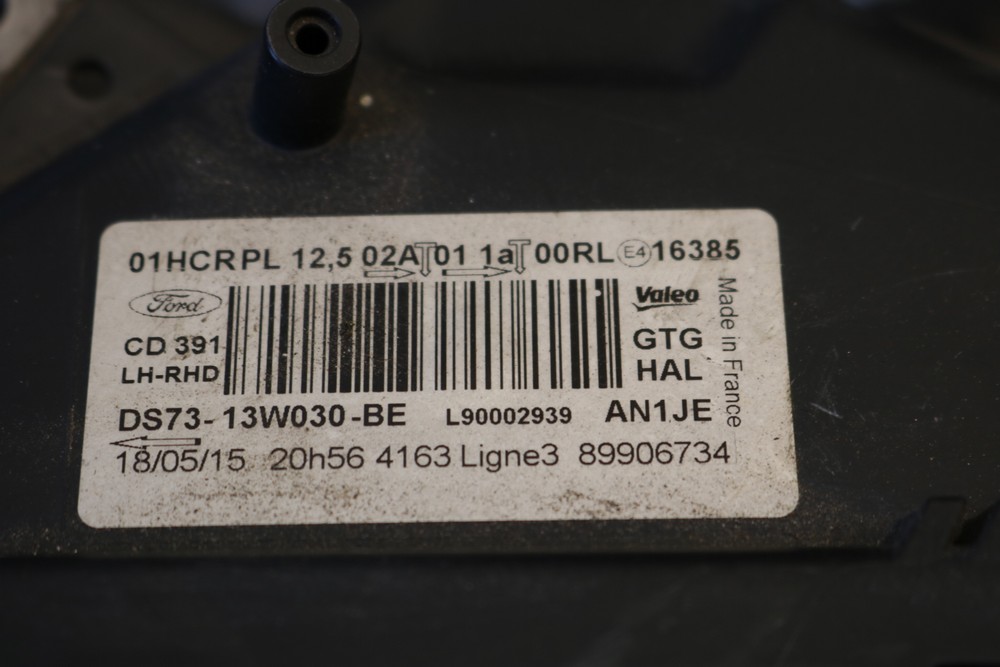 01HCRPL 12,5 02A 01 1a 00RL E4 16385
Ford
Valeo
CD 391
GTG
LH-RHD
HAL
Made in France
DS73-13W030-BE L90002939 AN1JE
18/05/15 20h56 4163 Ligne3 89906734